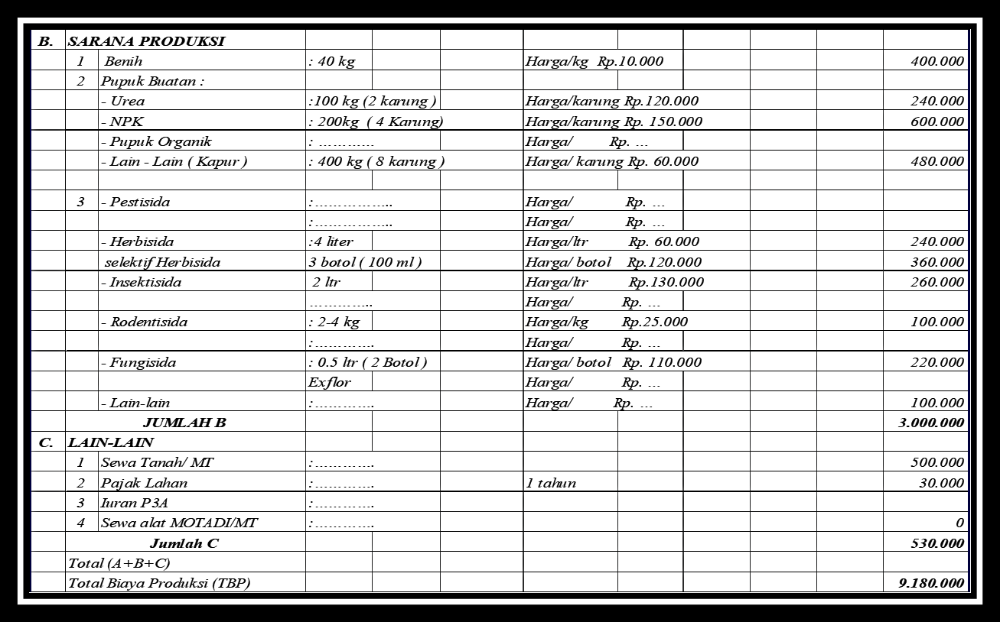 B. SARANA PRODUKSI
1 Benih : 40 kg Harga/kg Rp.10.000 400.000
2 Pupuk Buatan :
- Urea :100 kg (2 karung ) Harga/karung Rp.120.000 240.000
- NPK : 200kg ( 4 Karung) Harga/karung Rp. 150.000 600.000
- Pupuk Organik : ………… Harga/ Rp. …
- Lain - Lain ( Kapur ) : 400 kg ( 8 karung ) Harga/ karung Rp. 60.000 480.000
3 - Pestisida :…………….. Harga/ Rp. …
:…………….. Harga/ Rp. …
- Herbisida :4 liter Harga/ltr Rp. 60.000 240.000
selektif Herbisida 3 botol ( 100 ml ) Harga/ botol Rp.120.000 360.000
- Insektisida 2 ltr Harga/ltr Rp.130.000 260.000
………….. Harga/ Rp. …
- Rodentisida : 2-4 kg Harga/kg Rp.25.000 100.000
:…………. Harga/ Rp. …
- Fungisida : 0.5 ltr ( 2 Botol ) Harga/ botol Rp. 110.000 220.000
Exflor Harga/ Rp. …
- Lain-lain :…………. Harga/ Rp. … 100.000
JUMLAH B 3.000.000
C. LAIN-LAIN
1 Sewa Tanah/ MT :…………. 500.000
2 Pajak Lahan :…………. 1 tahun 30.000
3 Iuran P3A :………….
4 Sewa alat MOTADI/MT :…………. 0
Jumlah C 530.000
Total (A+B+C)
Total Biaya Produksi (TBP) 9.180.000